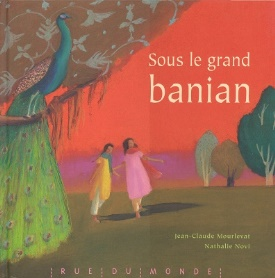 Sous le grand
banian
Jean-Claude Mourlevat
Nathalie Novi
RUE DU MONDE